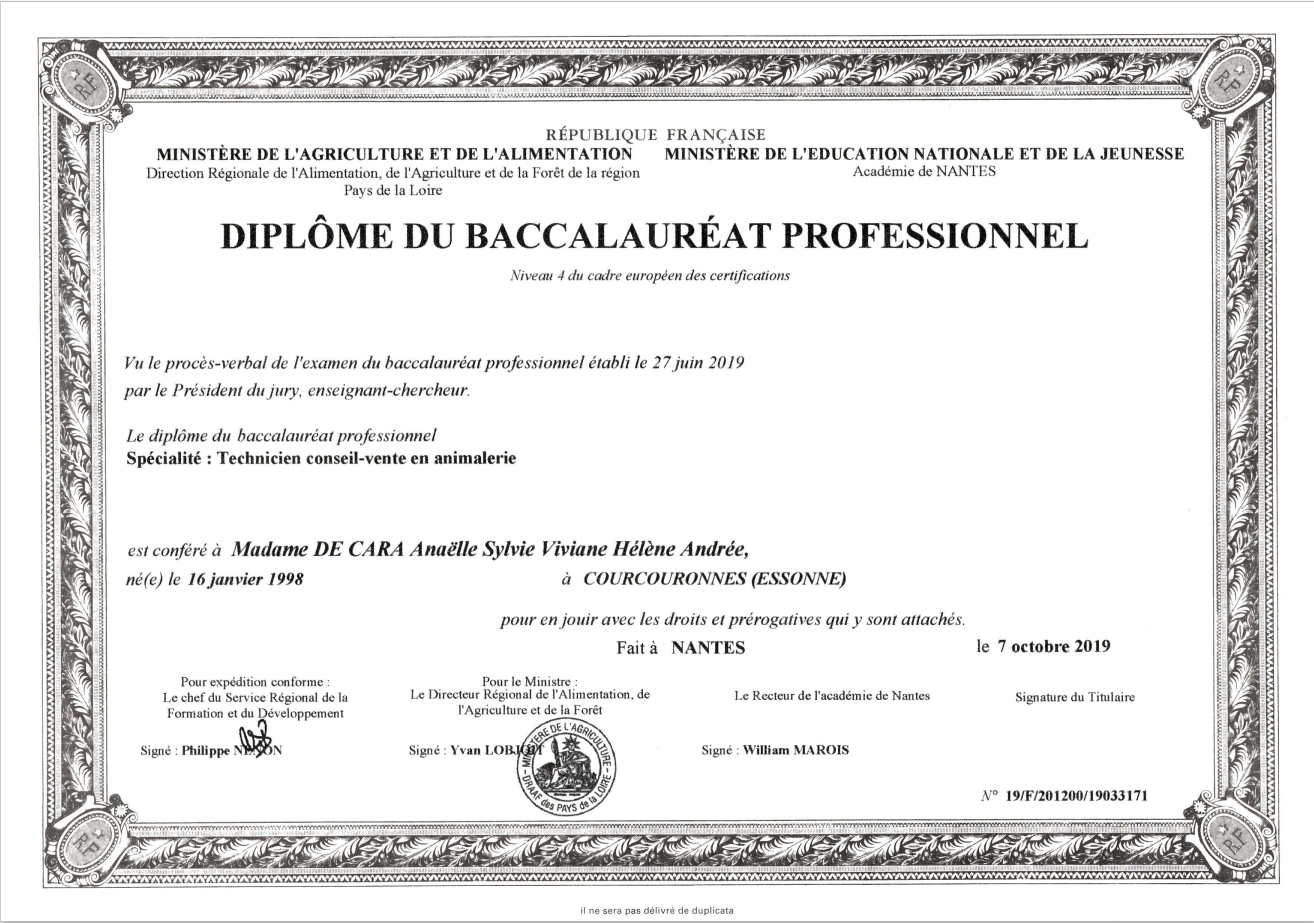 RÉPUBLIQUE FRANÇAISE
MINISTÈRE DE L'AGRICULTURE ET DE L'ALIMENTATION
Direction Régionale de l'Alimentation, de l'Agriculture et de la Forêt de la région
Pays de la Loire
MINISTÈRE DE L'EDUCATION NATIONALE ET DE LA JEUNESSE
Académie de NANTES
DIPLÔME DU BACCALAURÉAT PROFESSIONNEL
Niveau 4 du cadre européen des certifications
Vu le procès-verbal de l'examen du baccalauréat professionnel établi le 27 juin 2019
par le Président du jury, enseignant-chercheur.
Le diplôme du baccalauréat professionnel
Spécialité : Technicien conseil-vente en animalerie
est conféré à Madame DE CARA Anaëlle Sylvie Viviane Hélène Andrée,
né(e) le 16 janvier 1998 à COURCOURONNES (ESSONNE)
pour en jouir avec les droits et prérogatives qui y sont attachés.
Fait à NANTES le 7 octobre 2019
Pour expédition conforme :
Le chef du Service Régional de la
Formation et du Développement
Signé : Philippe
Pour le Ministre :
Le Directeur Régional de l'Alimentation, de
l'Agriculture et de la Forêt
Signé : Yvan
MINISTERE DE L'AGRICULTURE
DRAAF des PAYS de la LOIRE
Le Recteur de l'académie de Nantes
Signé : William MAROIS
Signature du Titulaire
N° 19/F/201200/19033171
RF
RF
RF
RF
il ne sera pas délivré de duplicata